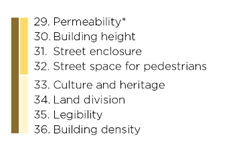 29. Permeability*
30. Building height
31. Street enclosure
32. Street space for pedestrians
33. Culture and heritage
34. Land division
35. Legibility
36. Building density